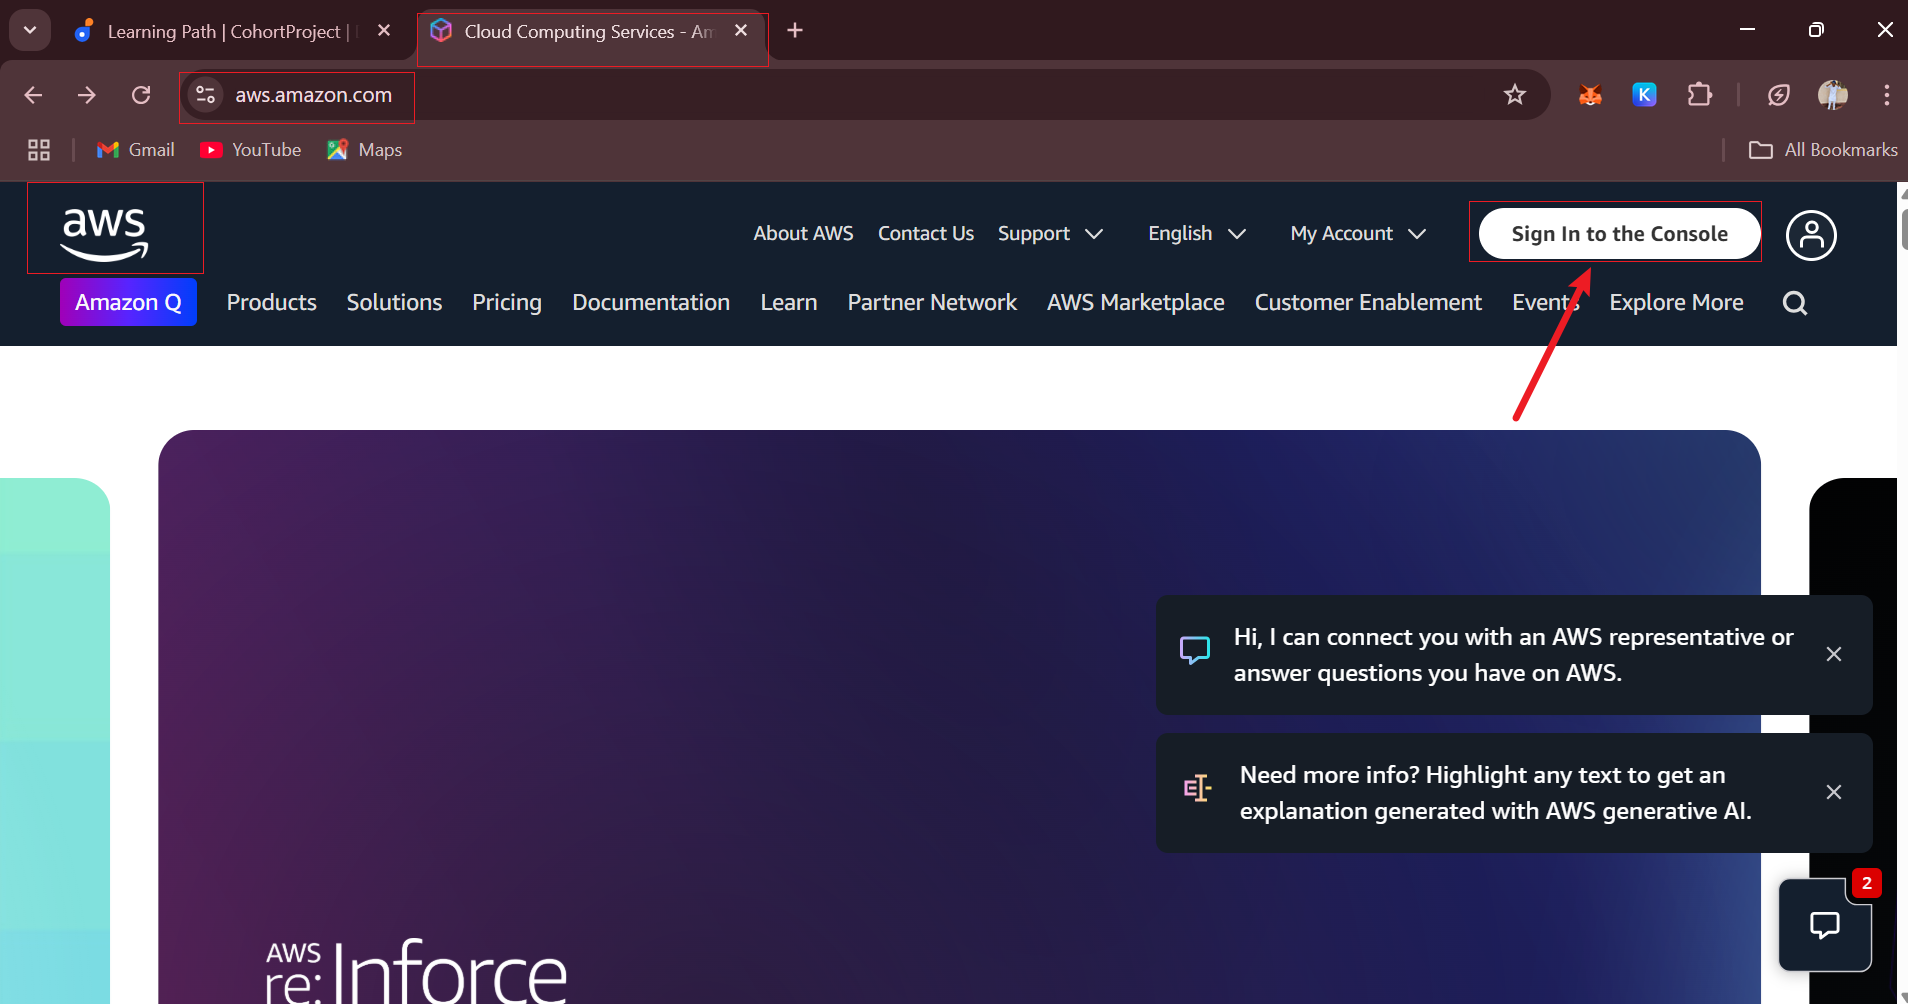 Learning Path | CohortProject |
Cloud Computing Services - Am
aws.amazon.com
K
Gmail
YouTube
Maps
All Bookmarks
aws
About AWS
Contact Us
Support
English
My Account
Sign In to the Console
Amazon Q
Products
Solutions
Pricing
Documentation
Learn
Partner Network
AWS Marketplace
Customer Enablement
Events
Explore More
Hi, I can connect you with an AWS representative or
answer questions you have on AWS.
Need more info? Highlight any text to get an
explanation generated with AWS generative AI.
2
AWS
re:Inforce